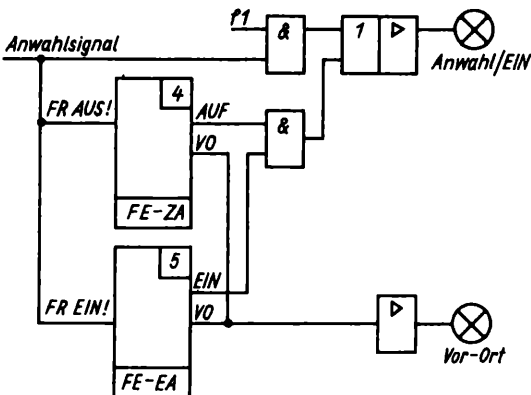 f1
&
1
Anwahlsignal
Anwahl/EIN
4
FR AUS!
AUF
&
VO
FE-ZA
5
EIN
FR EIN!
VO
Vor-Ort
FE-EA